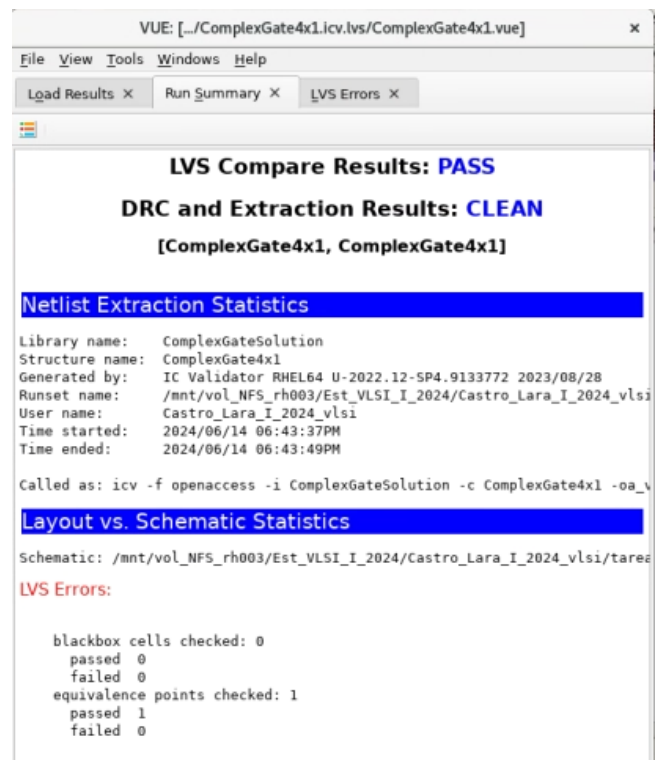 VUE: [.../ComplexGate4x1.icv.lvs/ComplexGate4x1.vue] ×
File View Tools Windows Help
Load Results × Run Summary × LVS Errors ×
LVS Compare Results: PASS
DRC and Extraction Results: CLEAN
[ComplexGate4x1, ComplexGate4x1]
Netlist Extraction Statistics
Library name: ComplexGateSolution
Structure name: ComplexGate4x1
Generated by: IC Validator RHEL64 U-2022.12-SP4.9133772 2023/08/28
Runset name: /mnt/vol_NFS_rh003/Est_VLSI_I_2024/Castro_Lara_I_2024_vlsi
User name: Castro_Lara_I_2024_vlsi
Time started: 2024/06/14 06:43:37PM
Time ended: 2024/06/14 06:43:49PM
Called as: icv -f openaccess -i ComplexGateSolution -c ComplexGate4x1 -oa_v
Layout vs. Schematic Statistics
Schematic: /mnt/vol_NFS_rh003/Est_VLSI_I_2024/Castro_Lara_I_2024_vlsi/tarea
LVS Errors:
blackbox cells checked: 0
passed 0
failed 0
equivalence points checked: 1
passed 1
failed 0